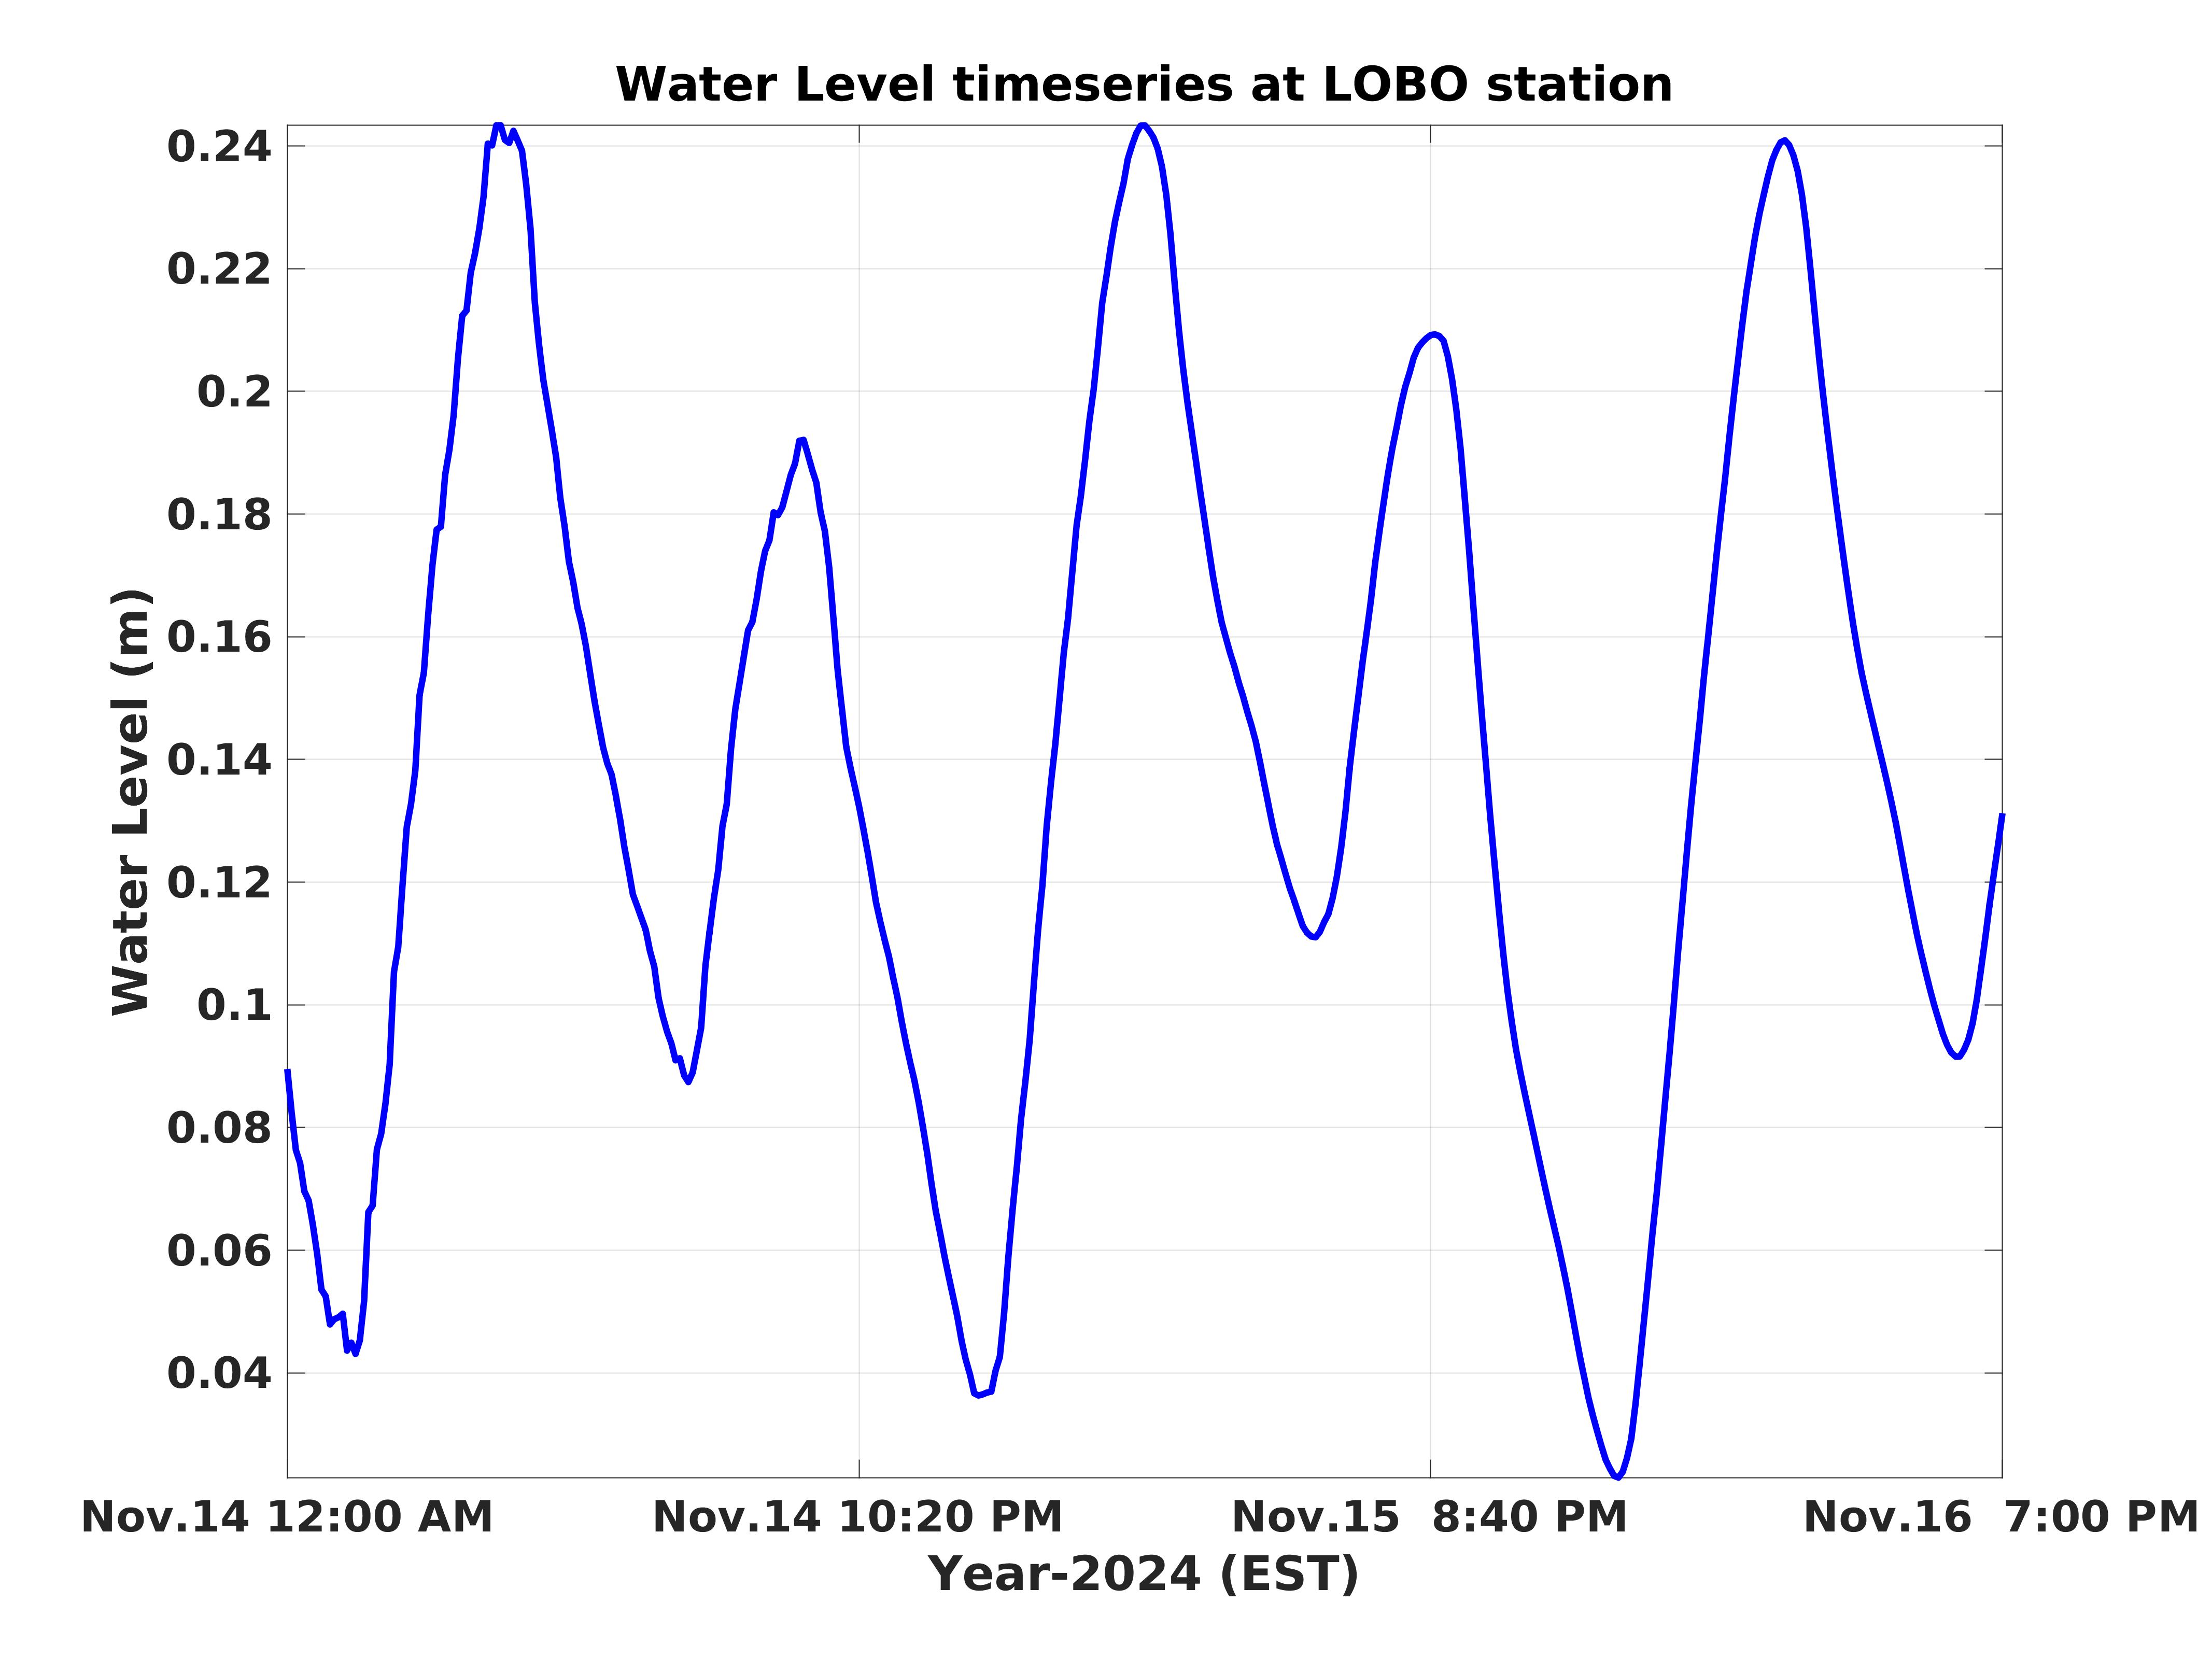 Water Level timeseries at LOBO station
Water Level (m)
0.24
0.22
0.2
0.18
0.16
0.14
0.12
0.1
0.08
0.06
0.04
Nov.14 12:00 AM Nov.14 10:20 PM Nov.15  8:40 PM Nov.16  7:00 PM
Year-2024 (EST)